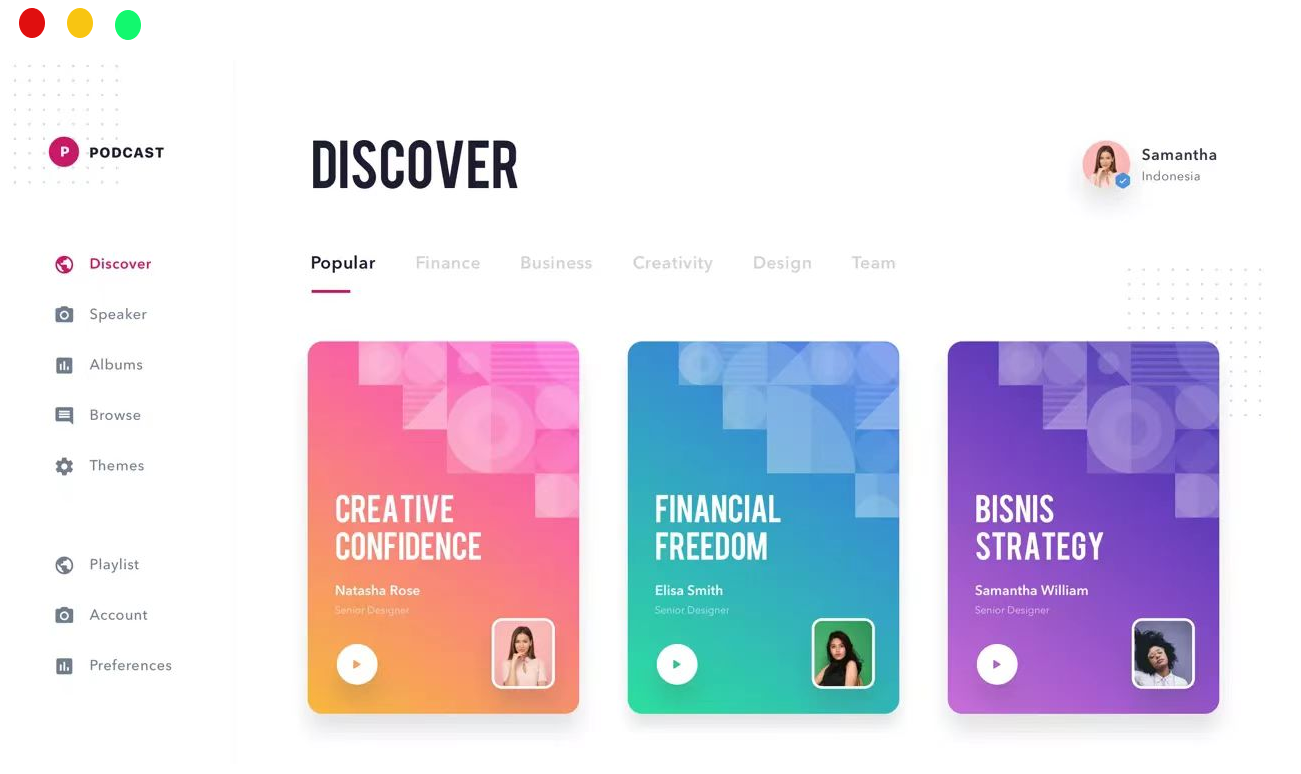 P PODCAST
DISCOVER
Samantha
Indonesia
Discover
Speaker
Albums
Browse
Themes
Playlist
Account
Preferences
Popular Finance Business Creativity Design Team
CREATIVE
CONFIDENCE
Natasha Rose
Senior Designer
FINANCIAL
FREEDOM
Elisa Smith
Senior Designer
BISNIS
STRATEGY
Samantha William
Senior Designer